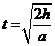 t = √(2h/a)